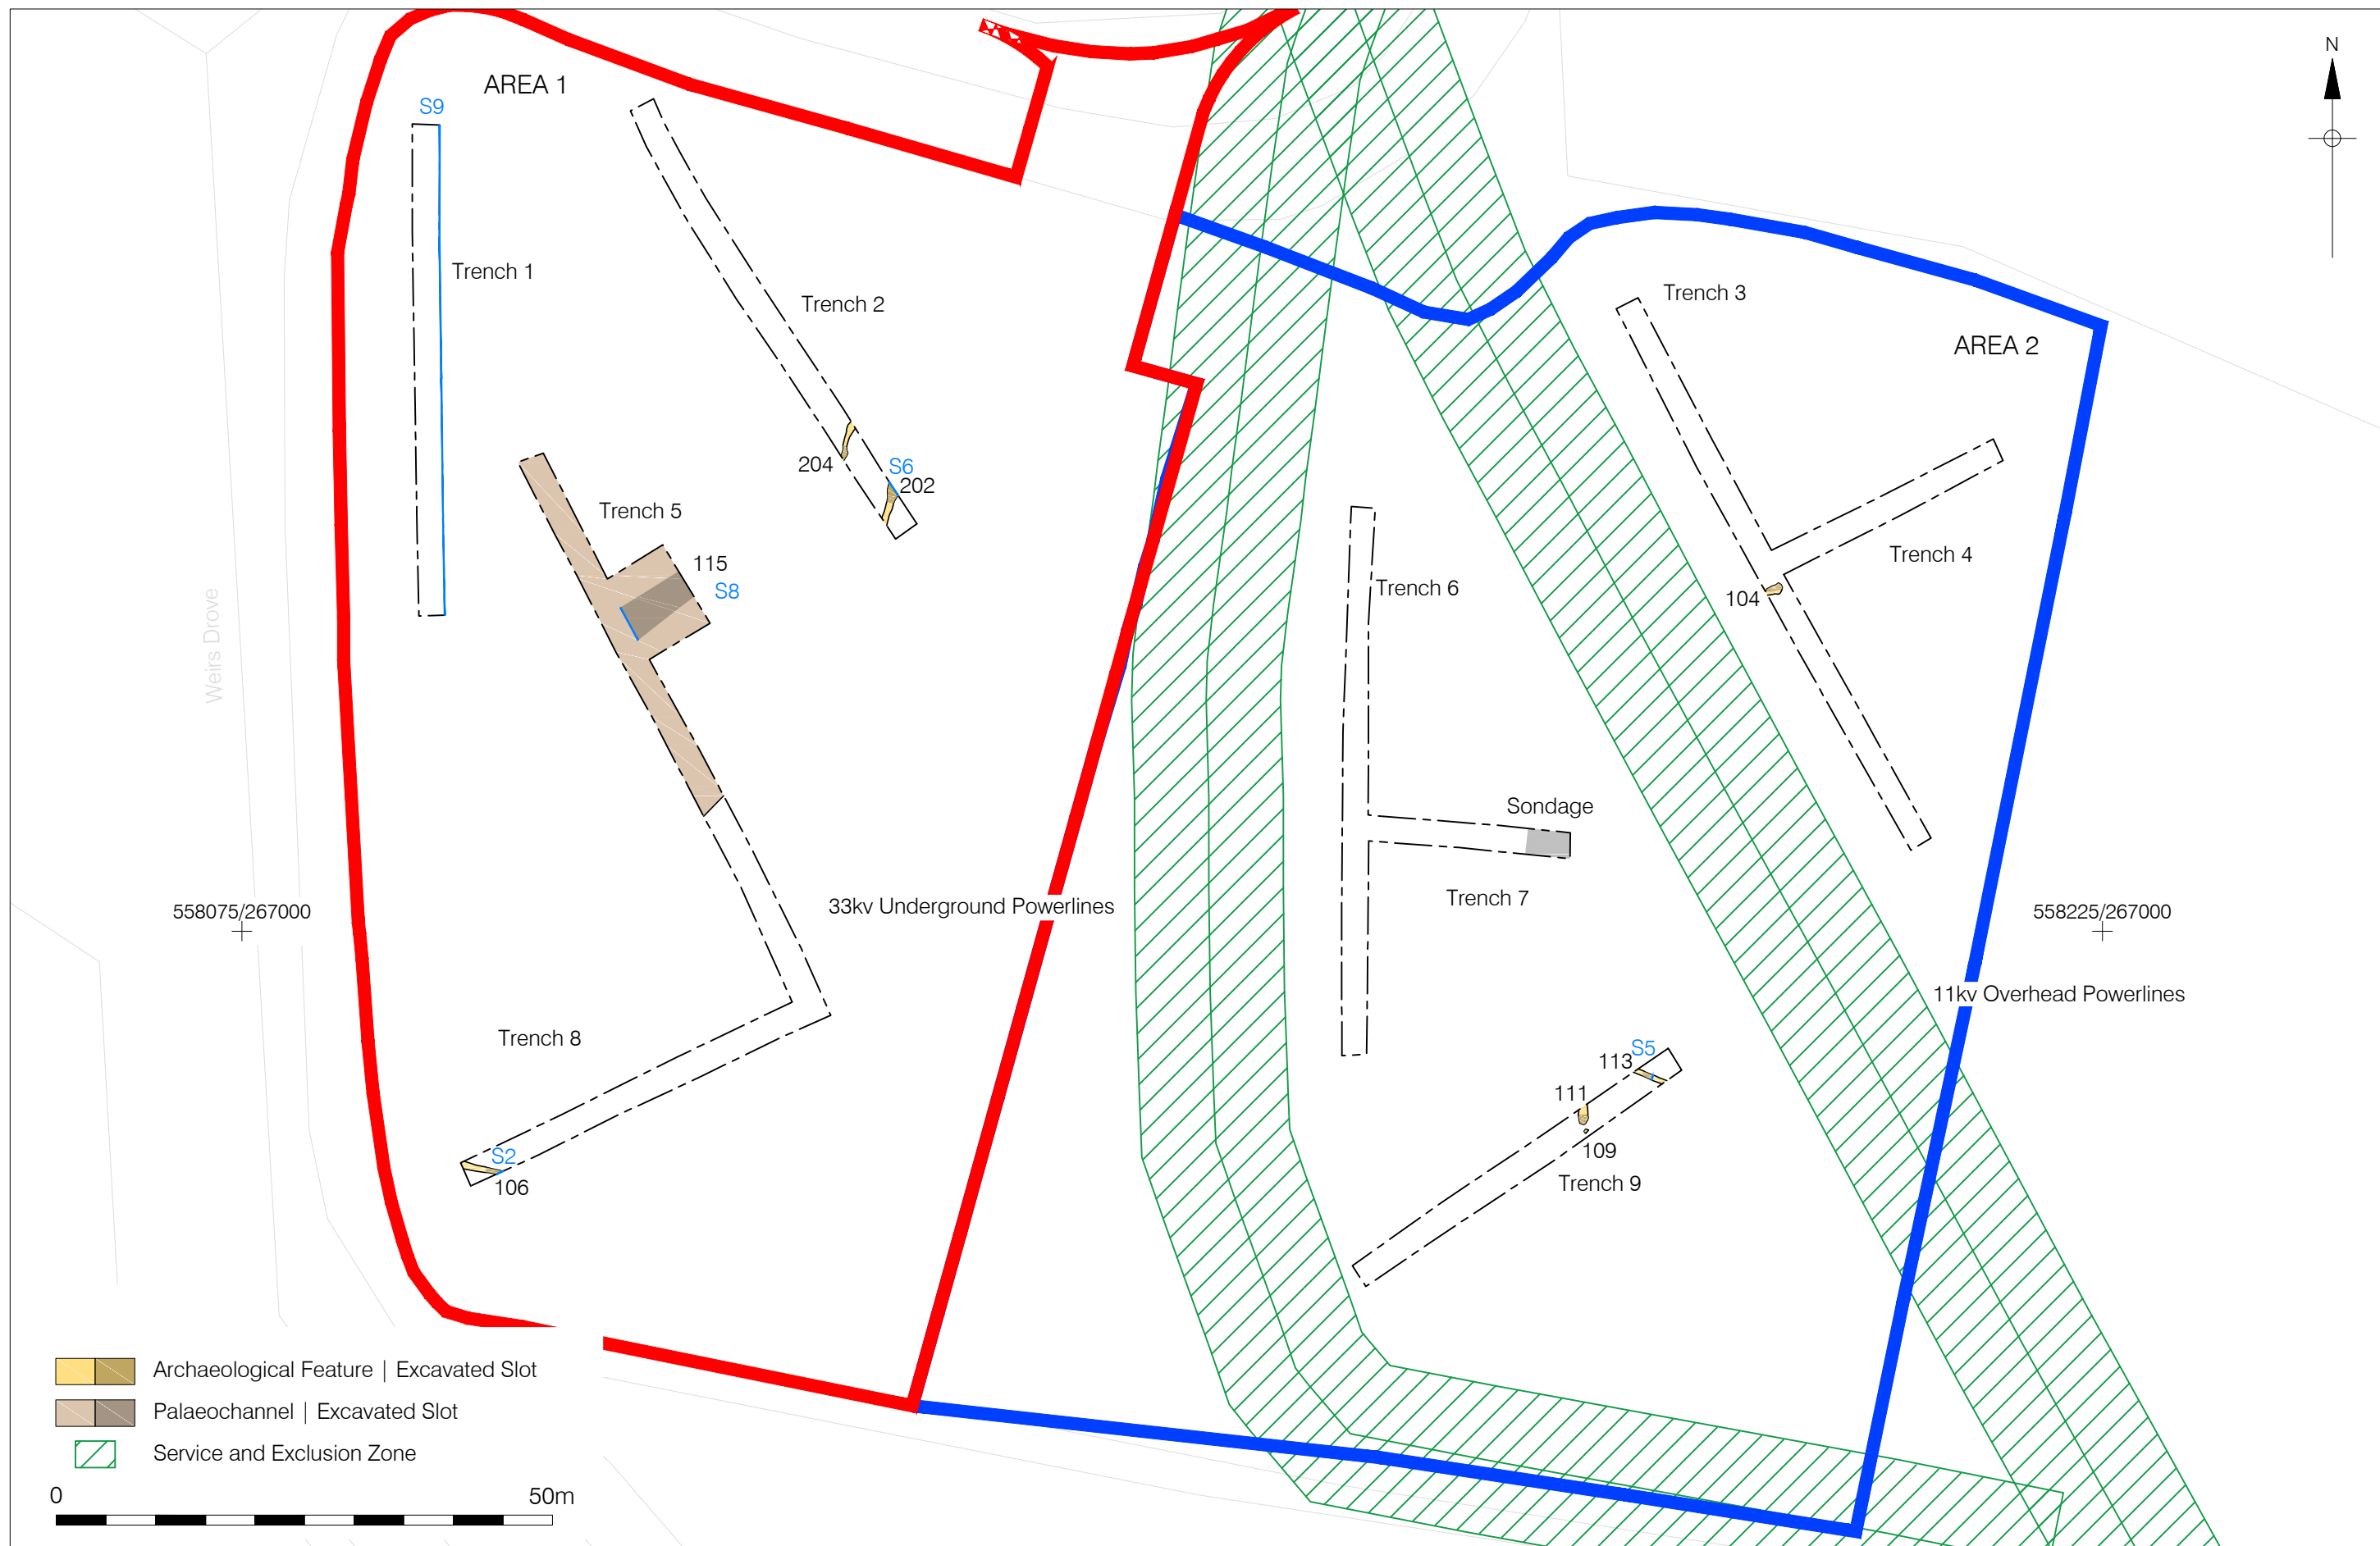 N
AREA 1
S9
Trench 1
Trench 2
Trench 3
AREA 2
204
S6
202
Trench 5
115
S8
Trench 6
Trench 4
104
Weirs Drove
Sondage
Trench 7
33kv Underground Powerlines
558075/267000
558225/267000
11kv Overhead Powerlines
Trench 8
S5
113
111
109
Trench 9
S2
106
Archaeological Feature | Excavated Slot
Palaeochannel | Excavated Slot
Service and Exclusion Zone
0 50m